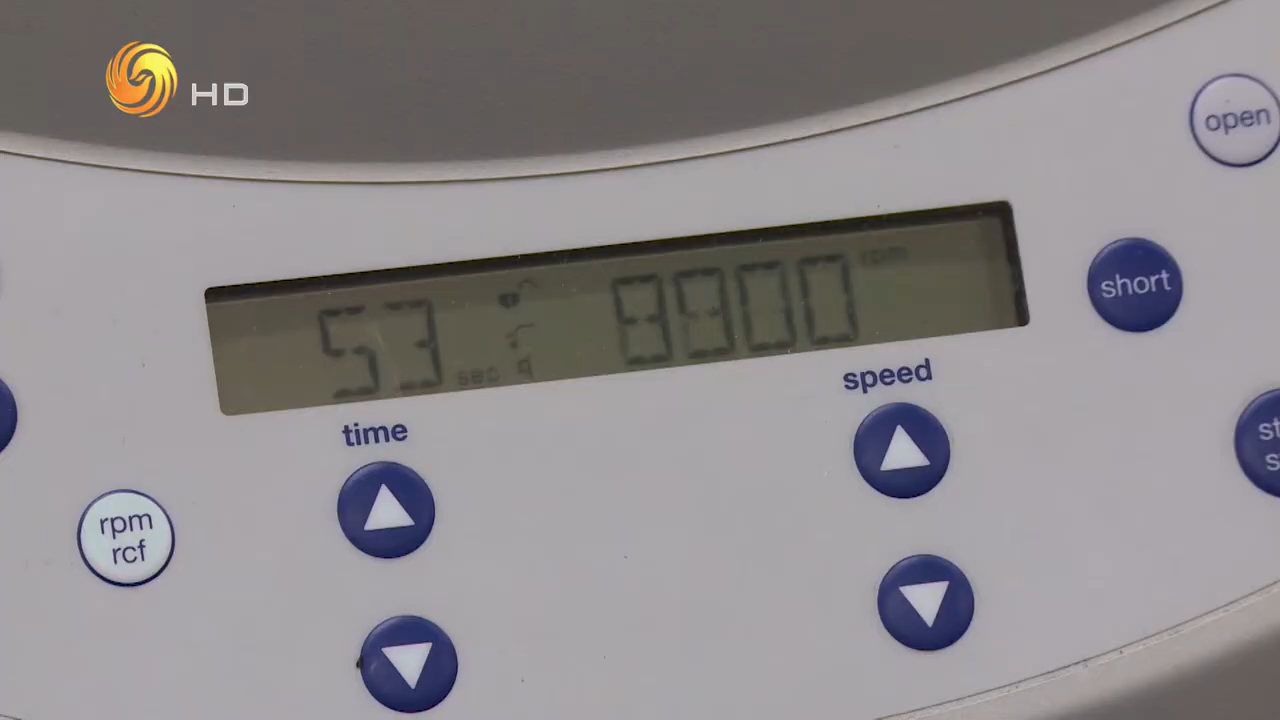 HD
open
short
53 sec
8900 rpm
speed
time
rpm
rcf